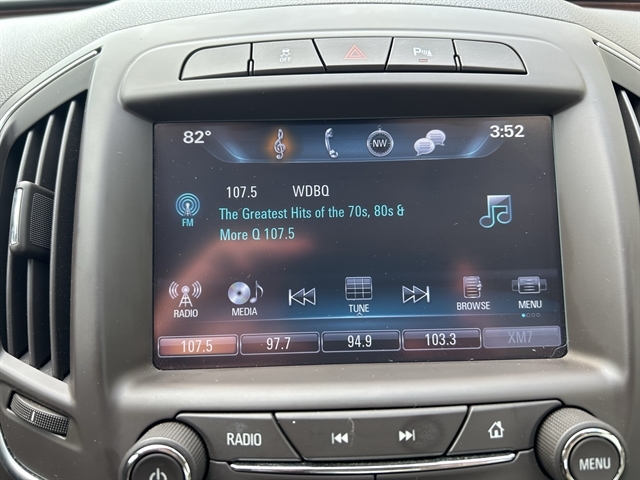 OFF
P
82°
NW
3:52
107.5 WDBQ
FM
The Greatest Hits of the 70s, 80s &
More Q 107.5
RADIO
MEDIA
TUNE
BROWSE
MENU
107.5 97.7 94.9 103.3 XM7
RADIO
MENU